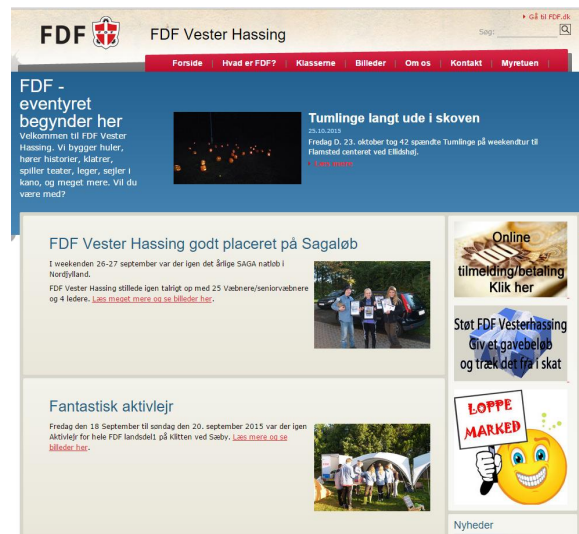 Gå til FDF.dk
FDF
FDF Vester Hassing
Søg:
Forside | Hvad er FDF? | Klasserne | Billeder | Om os | Kontakt | Myretuen |
FDF -
eventyret
begynder her
Velkommen til FDF Vester
Hassing. Vi bygger huler,
hører historier, klatrer,
spiller teater, leger, sejler i
kano, og meget mere. Vil du
være med?
Tumlinge langt ude i skoven
25.10.2015
Fredag D. 23. oktober tog 42 spændte Tumlinge på weekendtur til
Flamsted centeret ved Ellidshøj.
FDF Vester Hassing godt placeret på Sagaløb
I weekenden 26-27 september var der igen det årlige SAGA natløb i
Nordjylland.
FDF Vester Hassing stillede igen talrigt op med 25 Væbnere/seniorvæbnere
og 4 ledere. Læs meget mere og se billeder her.
Fantastisk aktivlejr
Fredag den 18 September til søndag den 20. september 2015 var der igen
Aktivlejr for hele FDF landsdel1 på Klitten ved Sæby. Læs mere og se
billeder her.
Online
tilmelding/betaling
Klik her
Støt FDF Vesterhassing
Giv et gavebeløb
og træk det fra i skat
LOPPE
MARKED
Nyheder